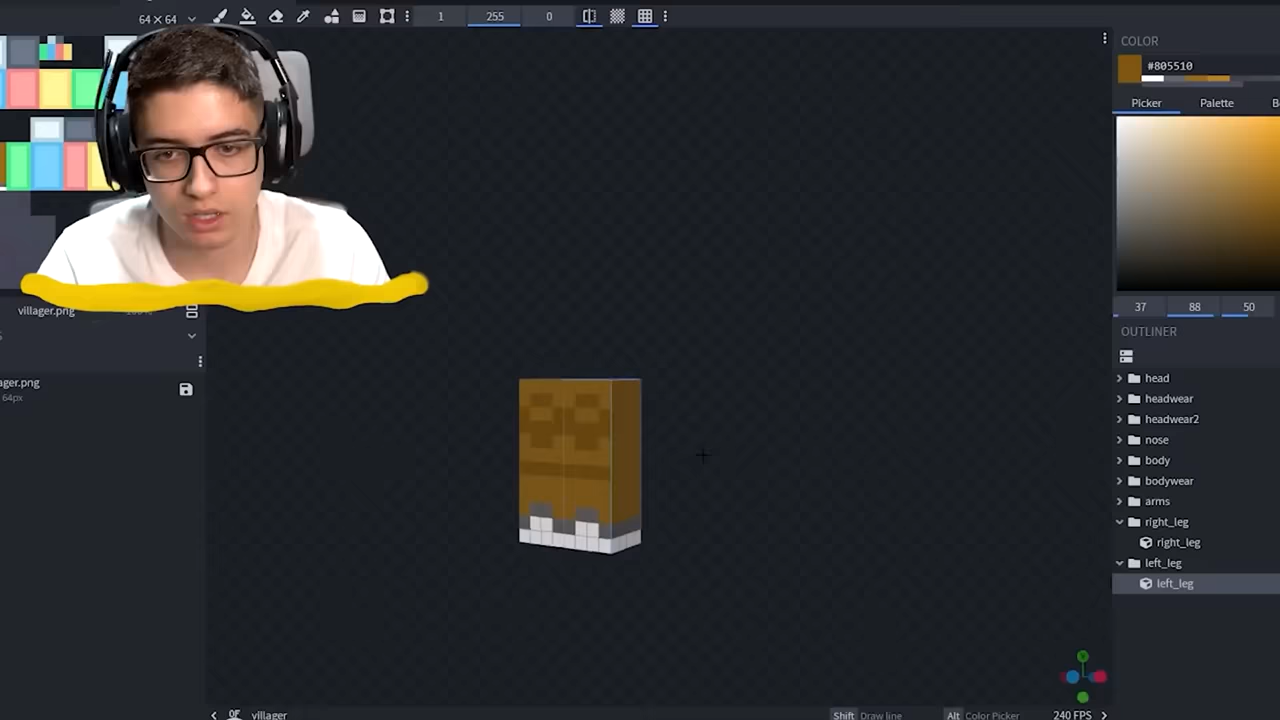 64 × 64
1
255
0
COLOR
#805510
Picker
Palette
37
88
50
OUTLINER
head
headwear
headwear2
nose
body
bodywear
arms
right_leg
right_leg
left_leg
left_leg
villager.png
ager.png
64px
villager
Shift Draw line
Alt Color Picker
240 FPS